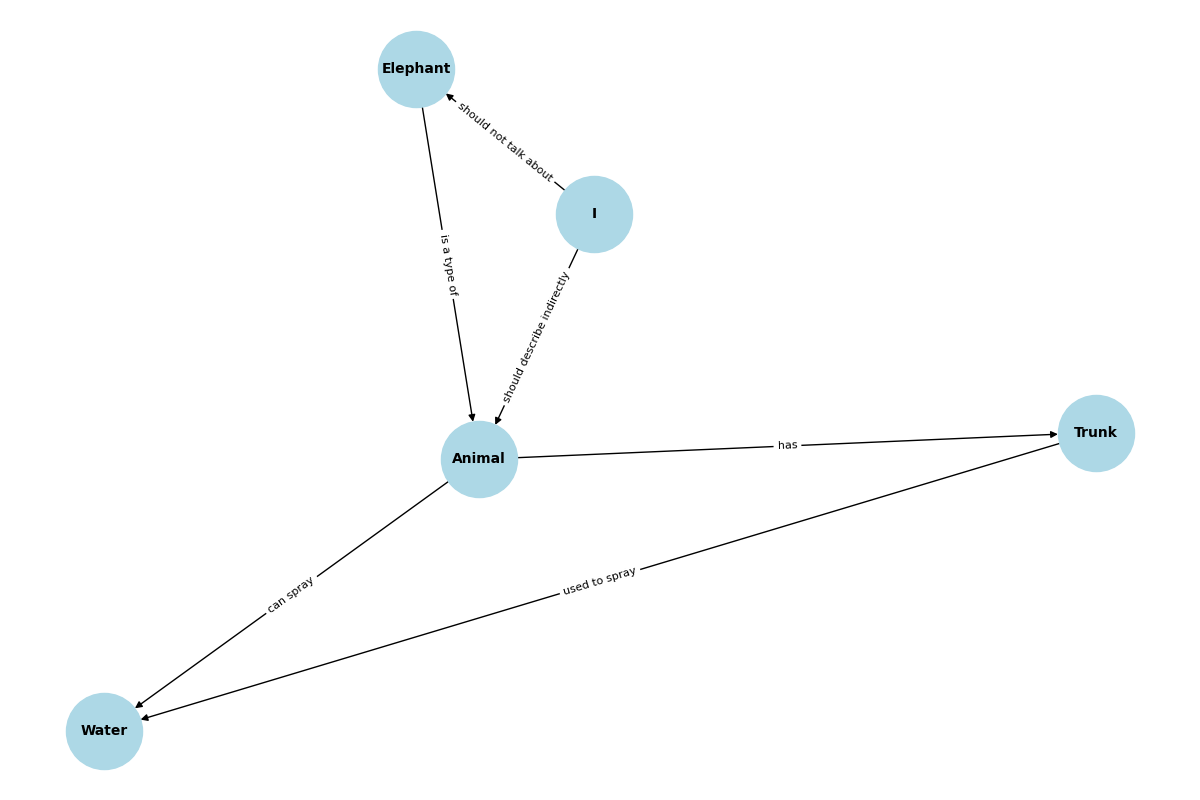 Elephant
should not talk about
I
is a type of
should describe indirectly
Trunk
has
Animal
used to spray
can spray
Water